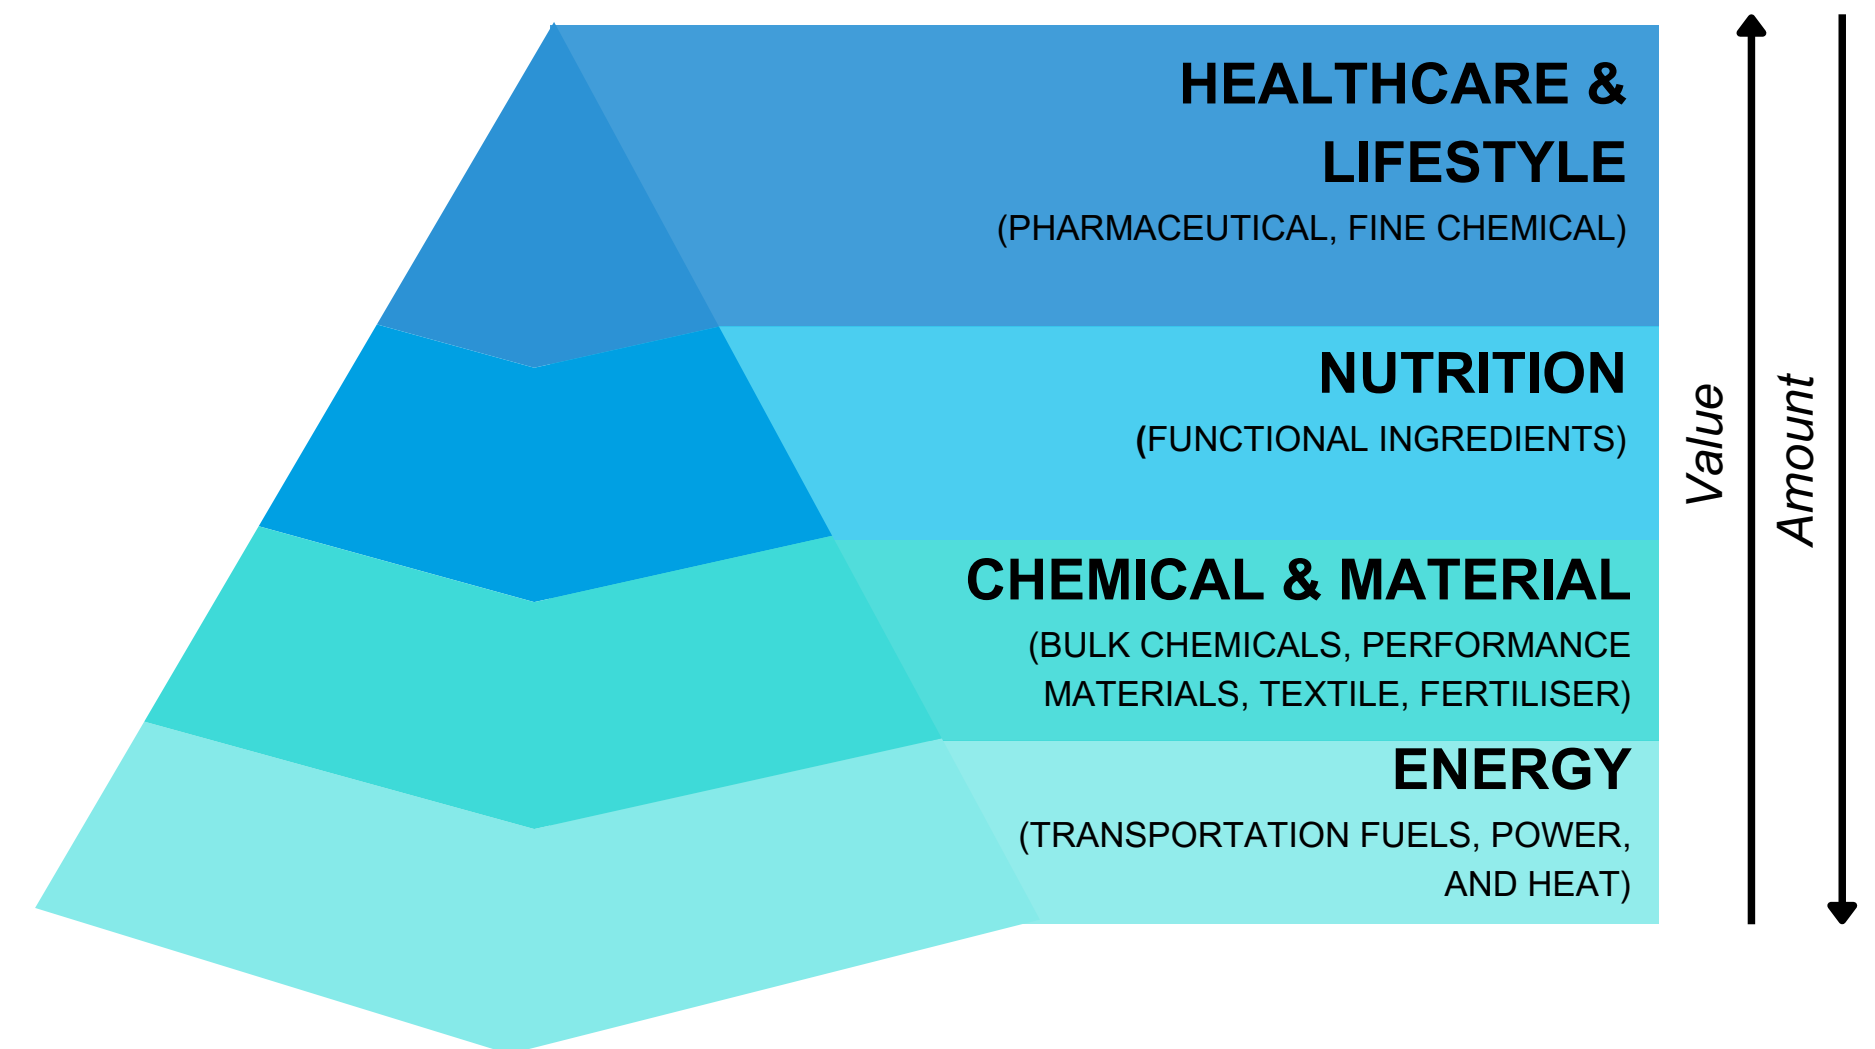 HEALTHCARE &
LIFESTYLE
(PHARMACEUTICAL, FINE CHEMICAL)
NUTRITION
(FUNCTIONAL INGREDIENTS)
CHEMICAL & MATERIAL
(BULK CHEMICALS, PERFORMANCE
MATERIALS, TEXTILE, FERTILISER)
ENERGY
(TRANSPORTATION FUELS, POWER,
AND HEAT)
Value
Amount